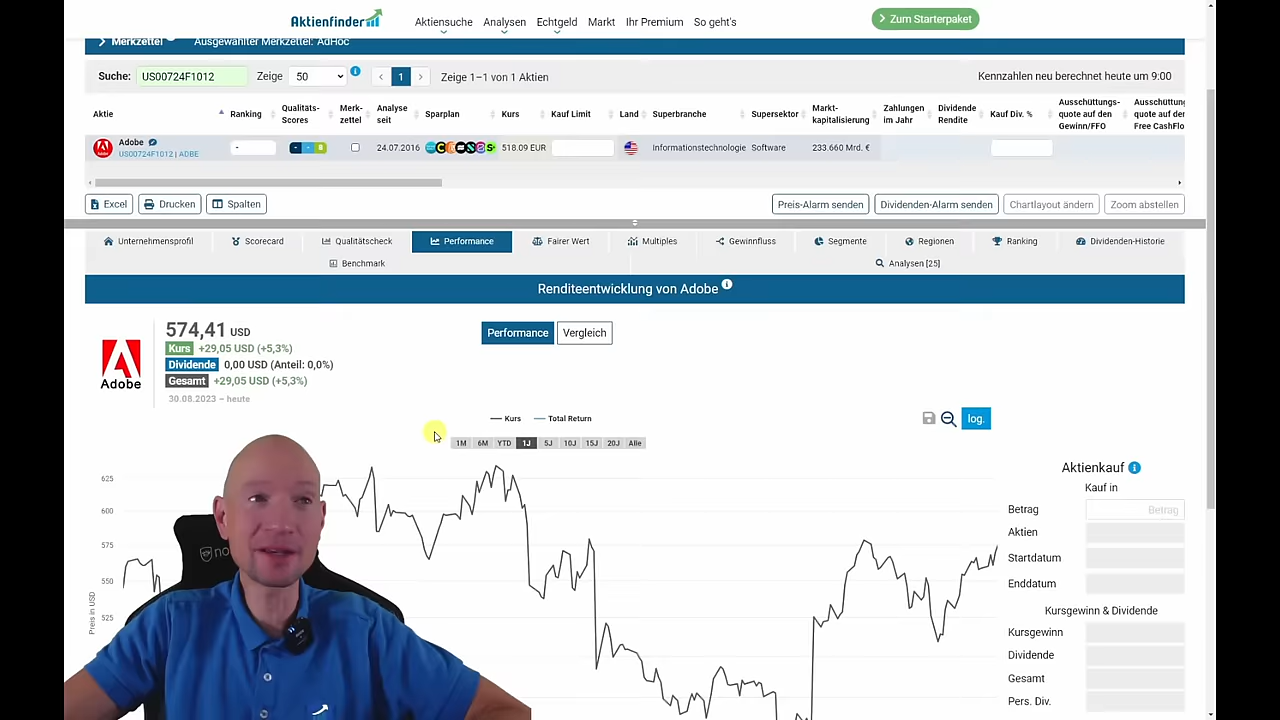 Aktienfinder
Aktiensuche Analysen Echtgeld Markt Ihr Premium So geht's
Zum Starterpaket
Merkzettel Ausgewählter Merkzettel: AdHoc
Suche: US00724F1012 Zeige 50 1 Zeige 1–1 von 1 Aktien Kennzahlen neu berechnet heute um 9:00
Aktie Ranking Qualitäts-Scores Merk-zettel Analyse seit Sparplan Kurs Kauf Limit Land Superbranche Supersektor Markt-kapitalisierung Zahlungen im Jahr Dividende Rendite Kauf Div. % Ausschüttungs-quote auf den Gewinn/FFO Ausschüttung quote auf den Free CashFlo
Adobe - - - 8 24.07.2016 518.09 EUR Informationstechnologie Software 233.660 Mrd. €
US00724F1012 | ADBE
Excel Drucken Spalten Preis-Alarm senden Dividenden-Alarm senden Chartlayout ändern Zoom abstellen
Unternehmensprofil Scorecard Qualitätscheck Performance Fairer Wert Multiples Gewinnfluss Segmente Regionen Ranking Dividenden-Historie
Benchmark Analysen [25]
Renditeentwicklung von Adobe
574,41 USD
Performance Vergleich
Kurs +29,05 USD (+5,3%)
Dividende 0,00 USD (Anteil: 0,0%)
Gesamt +29,05 USD (+5,3%)
Adobe
30.08.2023 – heute
Kurs Total Return
log.
1M 6M YTD 1J 5J 10J 15J 20J Alle
625
600
575
550
525
Preis in USD
Aktienkauf
Kauf in
Betrag Betrag
Aktien
Startdatum
Enddatum
Kursgewinn & Dividende
Kursgewinn
Dividende
Gesamt
Pers. Div.